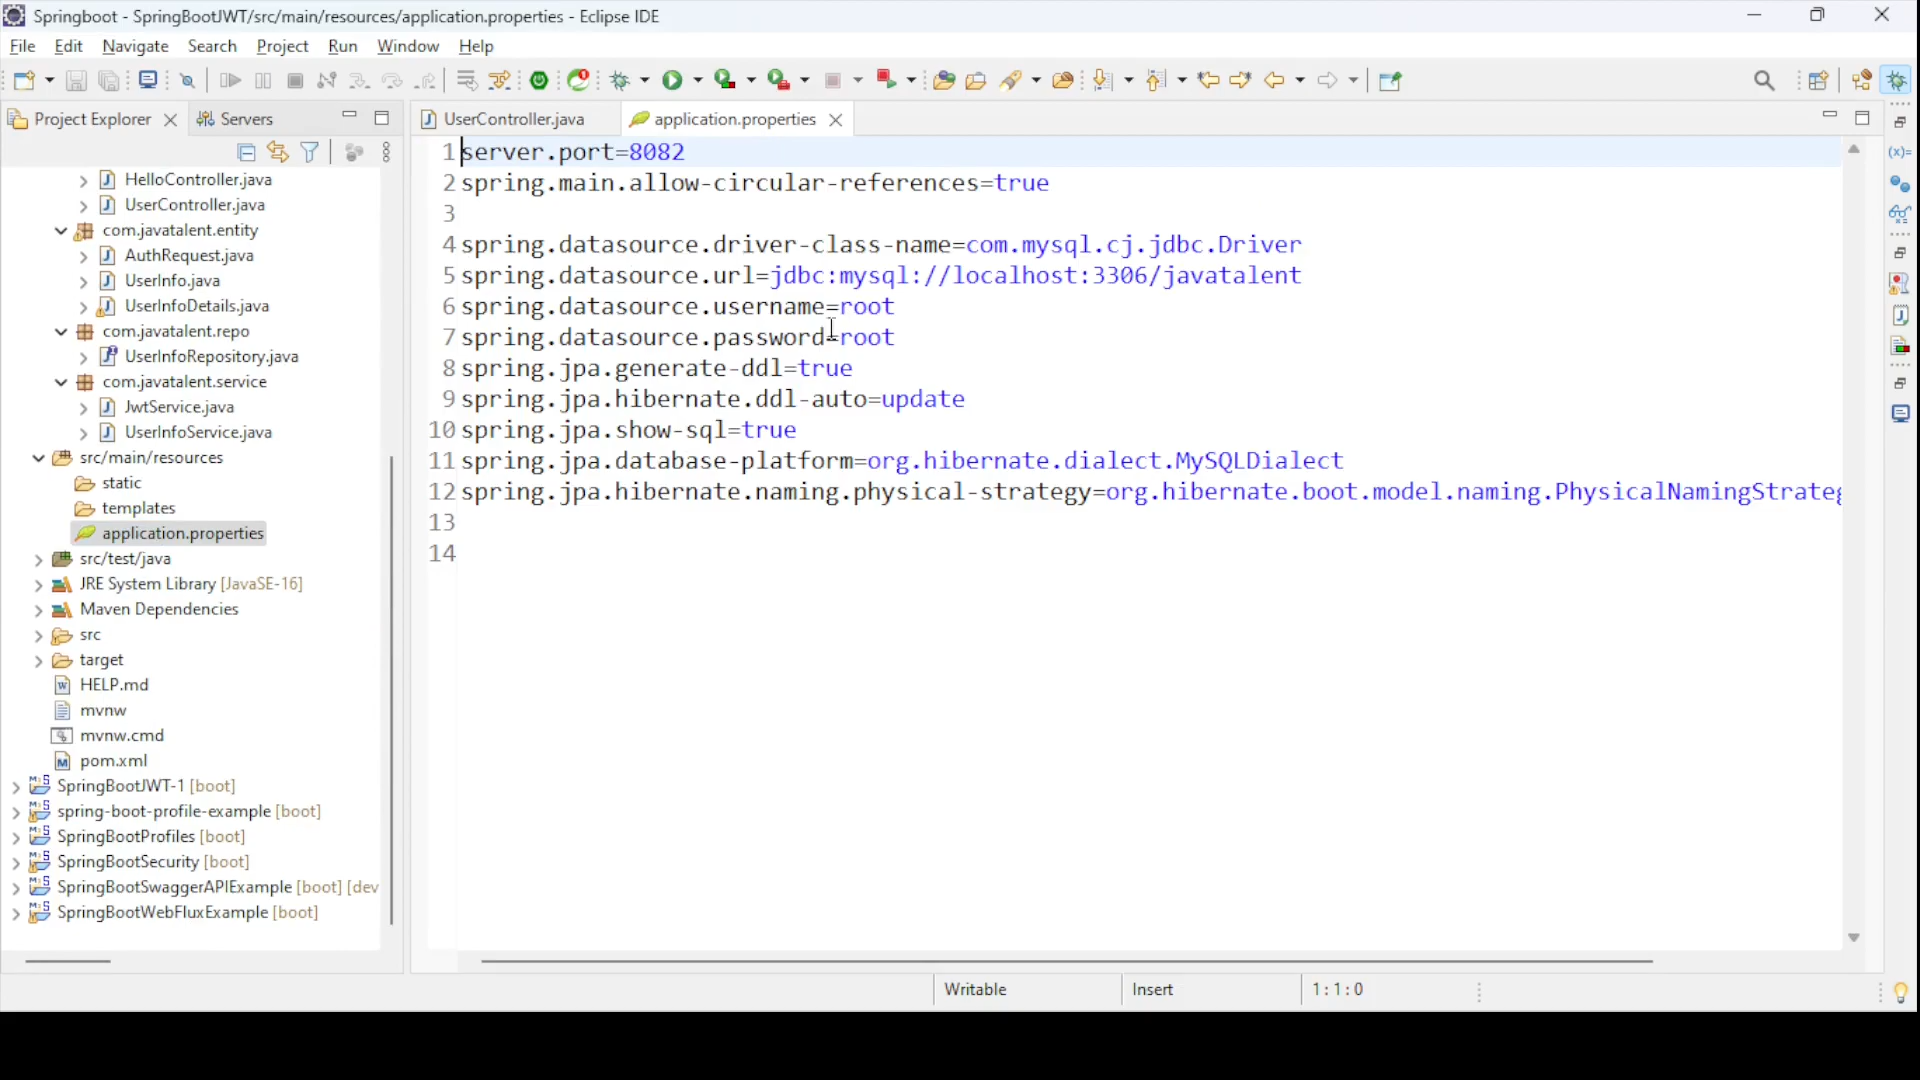 Springboot - SpringBootJWT/src/main/resources/application.properties - Eclipse IDE
File Edit Navigate Search Project Run Window Help
Project Explorer Servers
HelloController.java
UserController.java
com.javatalent.entity
AuthRequest.java
UserInfo.java
UserInfoDetails.java
com.javatalent.repo
UserInfoRepository.java
com.javatalent.service
JwtService.java
UserInfoService.java
src/main/resources
static
templates
application.properties
src/test/java
JRE System Library [JavaSE-16]
Maven Dependencies
src
target
HELP.md
mvnw
mvnw.cmd
pom.xml
SpringBootJWT-1 [boot]
spring-boot-profile-example [boot]
SpringBootProfiles [boot]
SpringBootSecurity [boot]
SpringBootSwaggerAPIExample [boot] [dev
SpringBootWebFluxExample [boot]
UserController.java application.properties
1 server.port=8082
2 spring.main.allow-circular-references=true
3
4 spring.datasource.driver-class-name=com.mysql.cj.jdbc.Driver
5 spring.datasource.url=jdbc:mysql://localhost:3306/javatalent
6 spring.datasource.username=root
7 spring.datasource.password=root
8 spring.jpa.generate-ddl=true
9 spring.jpa.hibernate.ddl-auto=update
10 spring.jpa.show-sql=true
11 spring.jpa.database-platform=org.hibernate.dialect.MySQLDialect
12 spring.jpa.hibernate.naming.physical-strategy=org.hibernate.boot.model.naming.PhysicalNamingStrateg
13
14
Writable Insert 1 : 1 : 0